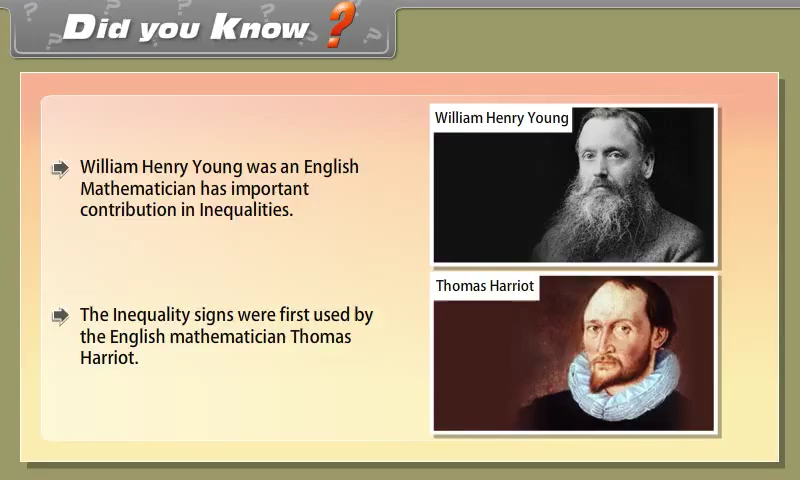 Did you Know ?
William Henry Young
William Henry Young was an English
Mathematician has important
contribution in Inequalities.
Thomas Harriot
The Inequality signs were first used by
the English mathematician Thomas
Harriot.